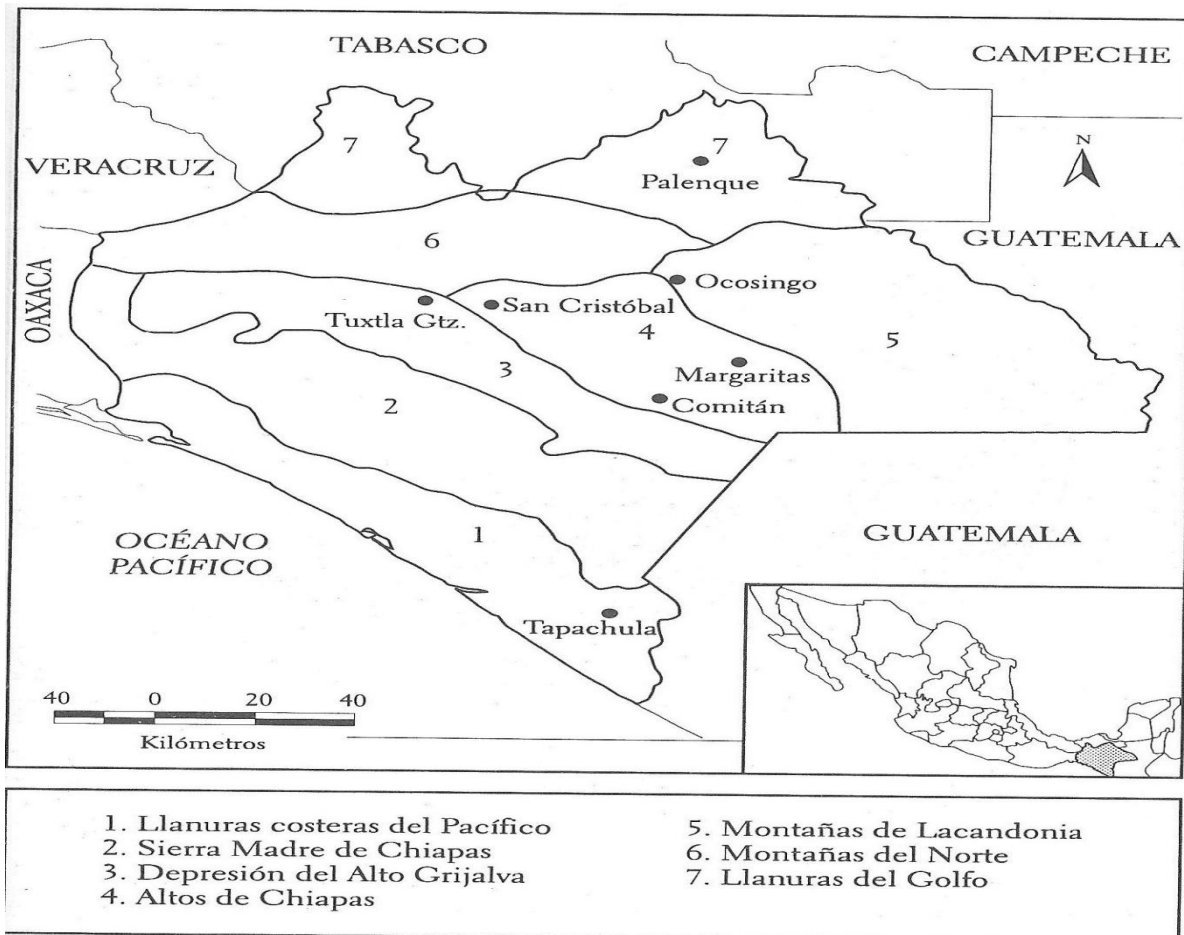 TABASCO
CAMPECHE
7
7
N
VERACRUZ
Palenque
6
GUATEMALA
OAXACA
Ocosingo
San Cristóbal
Tuxtla Gtz.
4
5
3
Margaritas
2
Comitán
1
OCÉANO
PACÍFICO
GUATEMALA
Tapachula
40 0 20 40
Kilómetros
1. Llanuras costeras del Pacífico
2. Sierra Madre de Chiapas
3. Depresión del Alto Grijalva
4. Altos de Chiapas
5. Montañas de Lacandonia
6. Montañas del Norte
7. Llanuras del Golfo